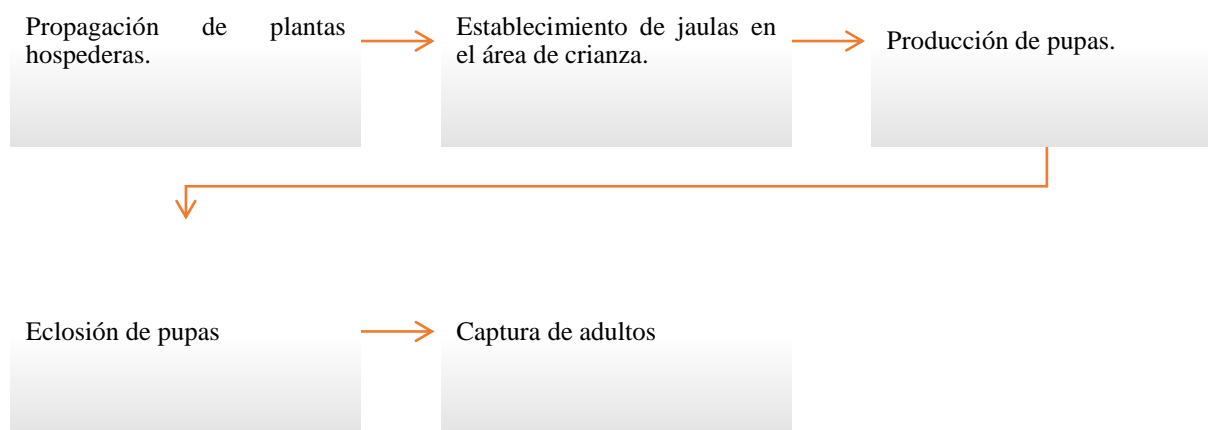 Propagación de plantas
hospederas.
Establecimiento de jaulas en
el área de crianza.
Producción de pupas.
Eclosión de pupas
Captura de adultos